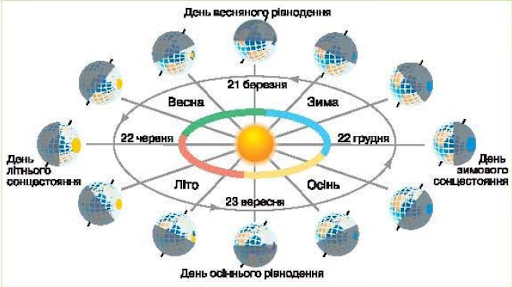 День весняного рівнодення
21 березня
Весна
Зима
22 червня
22 грудня
День
літнього
сонцестояння
День
зимового
сонцестояння
Літо
Осінь
23 вересня
День осіннього рівнодення